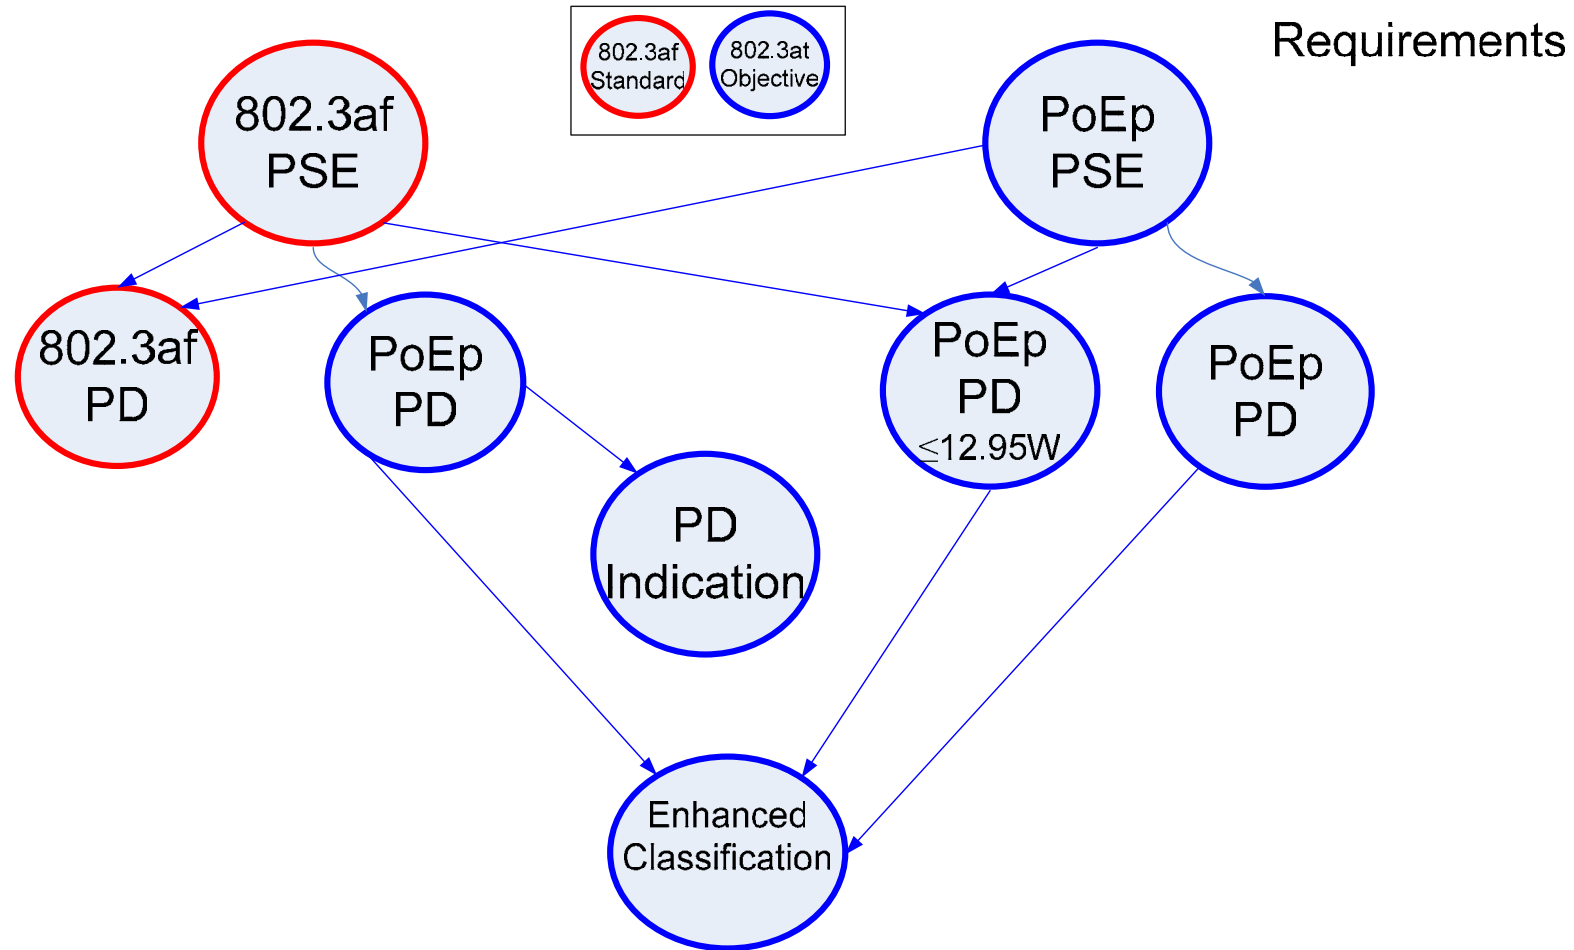 Requirements
802.3af
Standard
802.3at
Objective
802.3af
PSE
PoEp
PSE
802.3af
PD
PoEp
PD
PoEp
PD
≤12.95W
PoEp
PD
PD
Indication
Enhanced
Classification